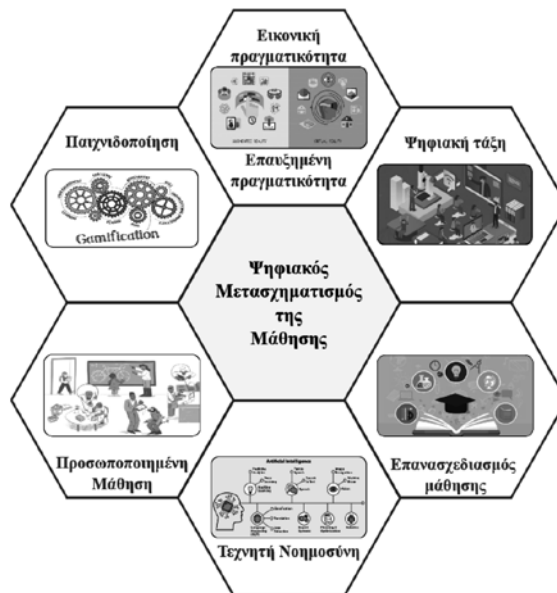 Εικονική
πραγματικότητα
Επαυξημένη
πραγματικότητα
Παιχνιδοποίηση
Gamification
Ψηφιακή τάξη
Ψηφιακός
Μετασχηματισμός
της
Μάθησης
Προσωποποιημένη
Μάθηση
Επανασχεδιασμός
μάθησης
Artificial Intelligence
Τεχνητή Νοημοσύνη